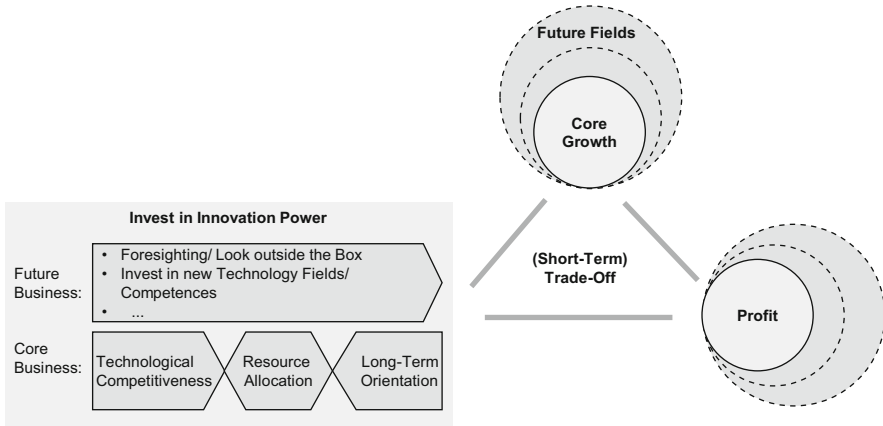 Future Fields
Core
Growth
Invest in Innovation Power
Future
Business:
• Foresighting/ Look outside the Box
• Invest in new Technology Fields/
Competences
• ...
(Short-Term)
Trade-Off
Profit
Core
Business:
Technological
Competitiveness
Resource
Allocation
Long-Term
Orientation